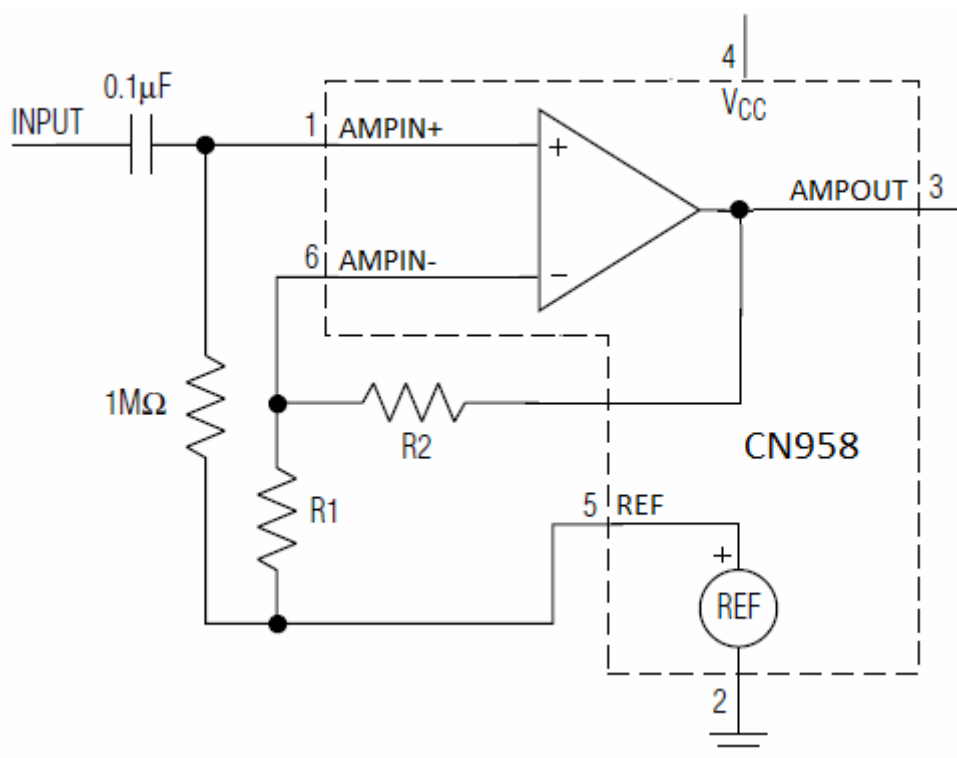 4
VCC
0.1µF
INPUT
1 AMPIN+
+
AMPOUT 3
6 AMPIN-
−
1MΩ
R2
CN958
R1
5 REF
+
REF
2